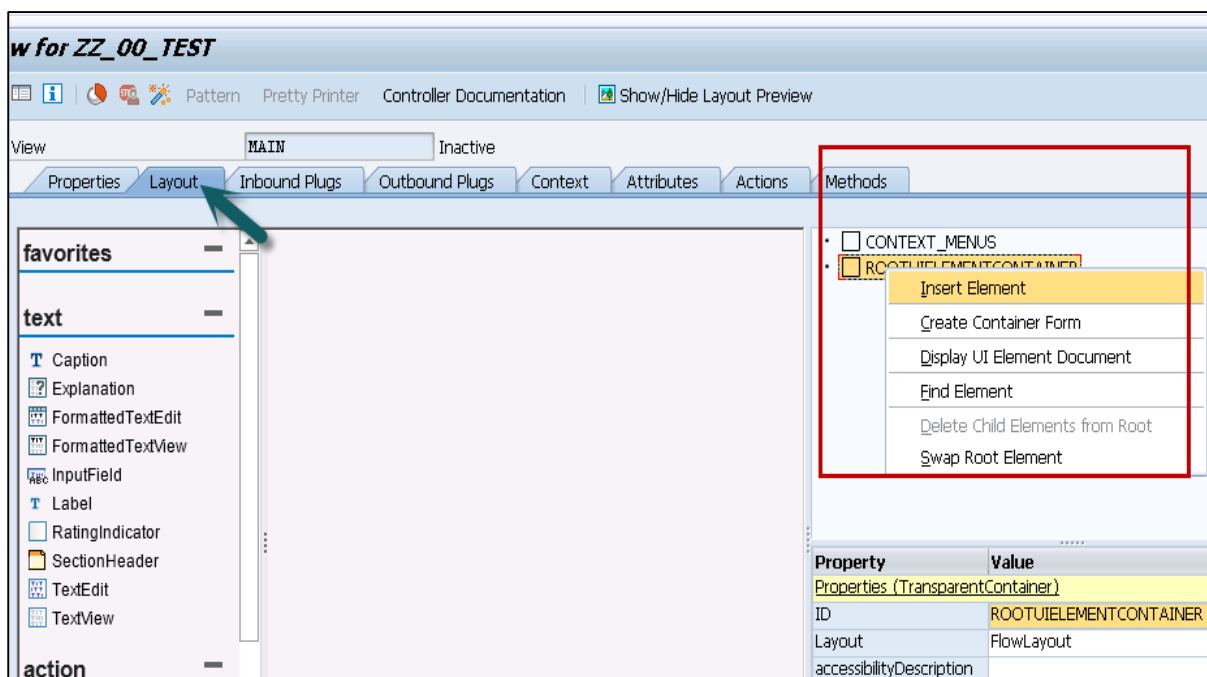 w for ZZ_00_TEST
Pattern Pretty Printer Controller Documentation Show/Hide Layout Preview
View MAIN Inactive
Properties Layout Inbound Plugs Outbound Plugs Context Attributes Actions Methods
favorites
text
Caption
Explanation
FormattedTextEdit
FormattedTextView
InputField
Label
RatingIndicator
SectionHeader
TextEdit
TextView
action
CONTEXT_MENUS
ROOTUIELEMENTCONTAINER
Insert Element
Create Container Form
Display UI Element Document
Find Element
Delete Child Elements from Root
Swap Root Element
Property Value
Properties (TransparentContainer)
ID ROOTUIELEMENTCONTAINER
Layout FlowLayout
accessibilityDescription